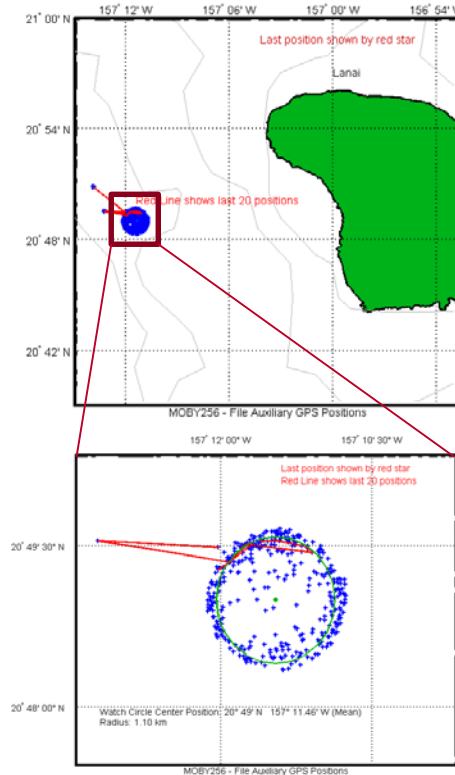 157° 12' W 157° 06' W 157° 00' W 156° 54' W
21° 00' N
Last position shown by red star
Lanai
20° 54' N
Red Line shows last 20 positions
20° 48' N
20° 42' N
MOBY256 - File Auxiliary GPS Positions
157° 12' 00" W 157° 10' 30" W
Last position shown by red star
Red Line shows last 20 positions
20° 49' 30" N
20° 48' 00" N
Watch Circle Center Position: 20° 49' N 157° 11.46' W (Mean)
Radius: 1.10 km
MOBY256 - File Auxiliary GPS Positions